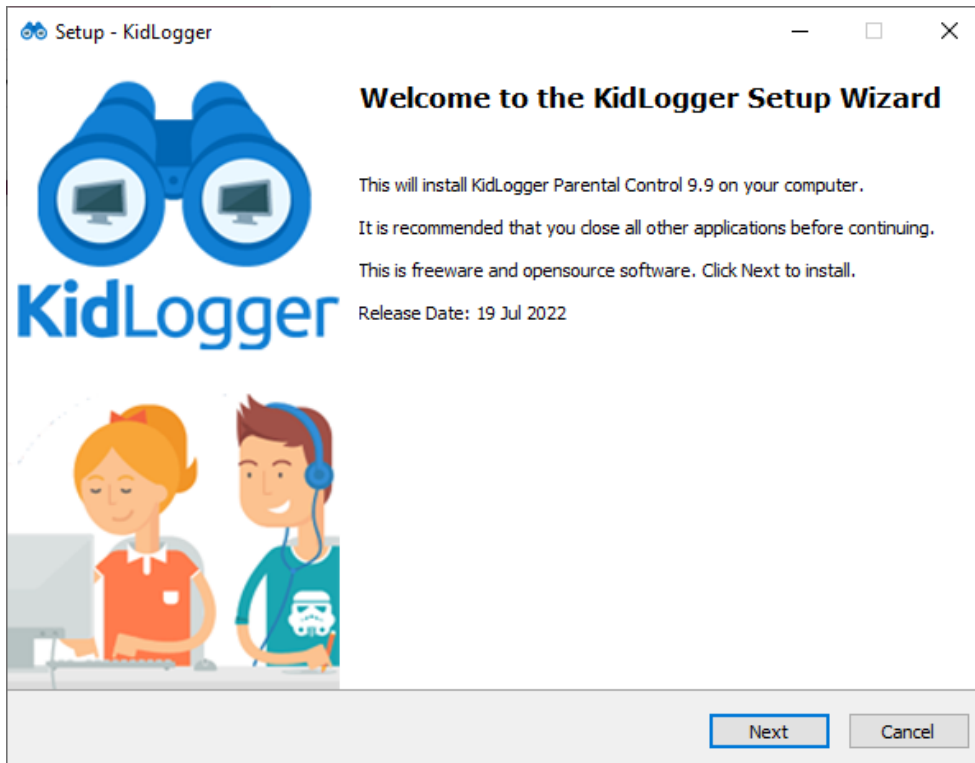 Setup - KidLogger
Welcome to the KidLogger Setup Wizard
This will install KidLogger Parental Control 9.9 on your computer.
It is recommended that you close all other applications before continuing.
This is freeware and opensource software. Click Next to install.
Release Date: 19 Jul 2022
KidLogger
Next
Cancel